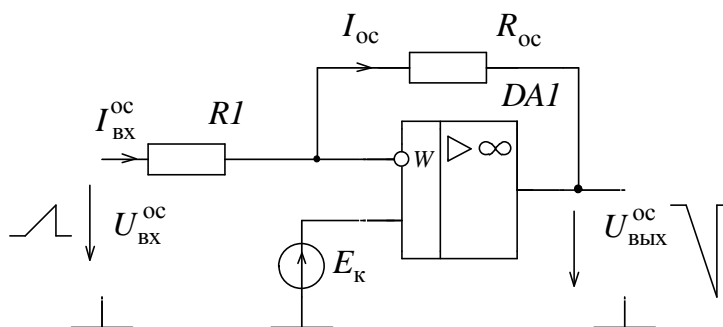 I_ос R_ос
DA1
I_вх^ос R1
W ▷ ∞
U_вх^ос E_к U_вых^ос